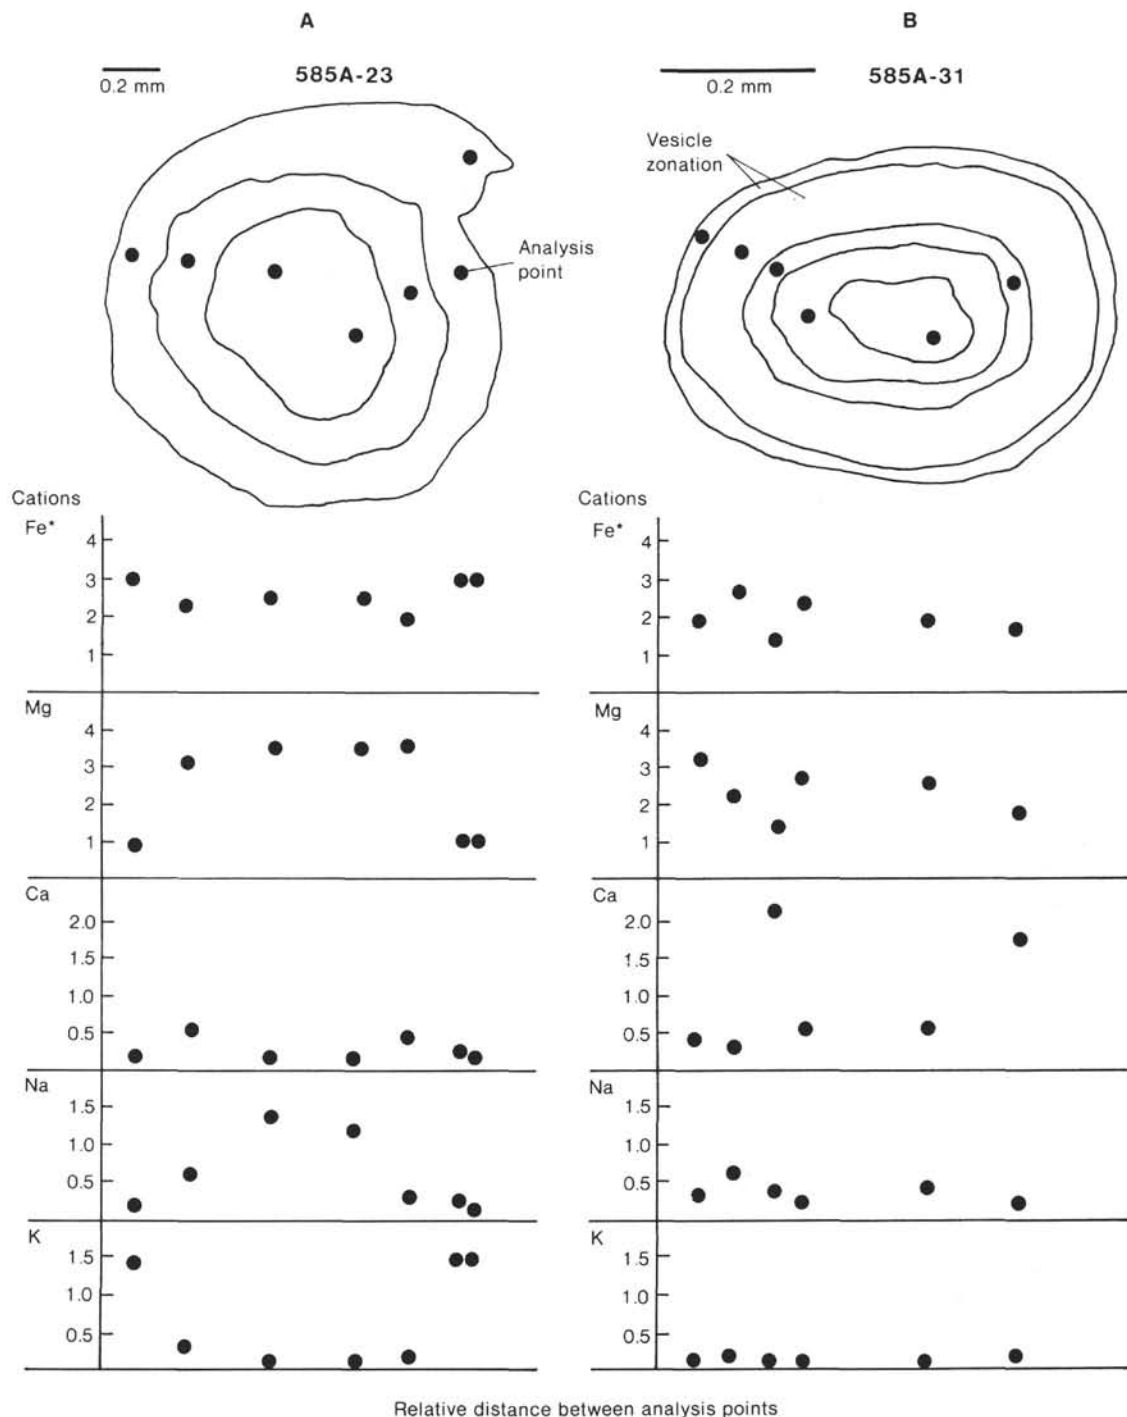 A
B
585A-23
0.2 mm
585A-31
0.2 mm
Vesicle
zonation
Analysis
point
Cations
Fe*
4
3
2
1
Mg
4
3
2
1
Ca
2.0
1.5
1.0
0.5
Na
1.5
1.0
0.5
K
1.5
1.0
0.5
Cations
Fe*
4
3
2
1
Mg
4
3
2
1
Ca
2.0
1.5
1.0
0.5
Na
1.5
1.0
0.5
K
1.5
1.0
0.5
Relative distance between analysis points